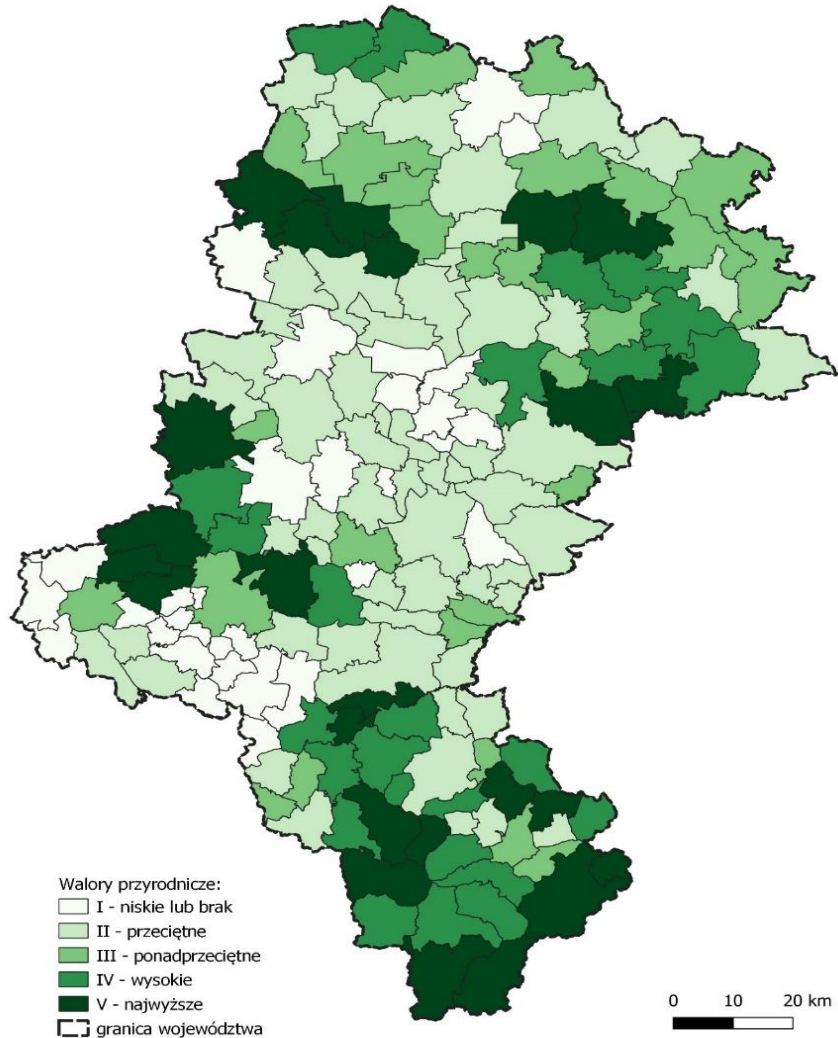 Walory przyrodnicze:
I - niskie lub brak
II - przeciętne
III - ponadprzeciętne
IV - wysokie
V - najwyższe
granica województwa
0 10 20 km